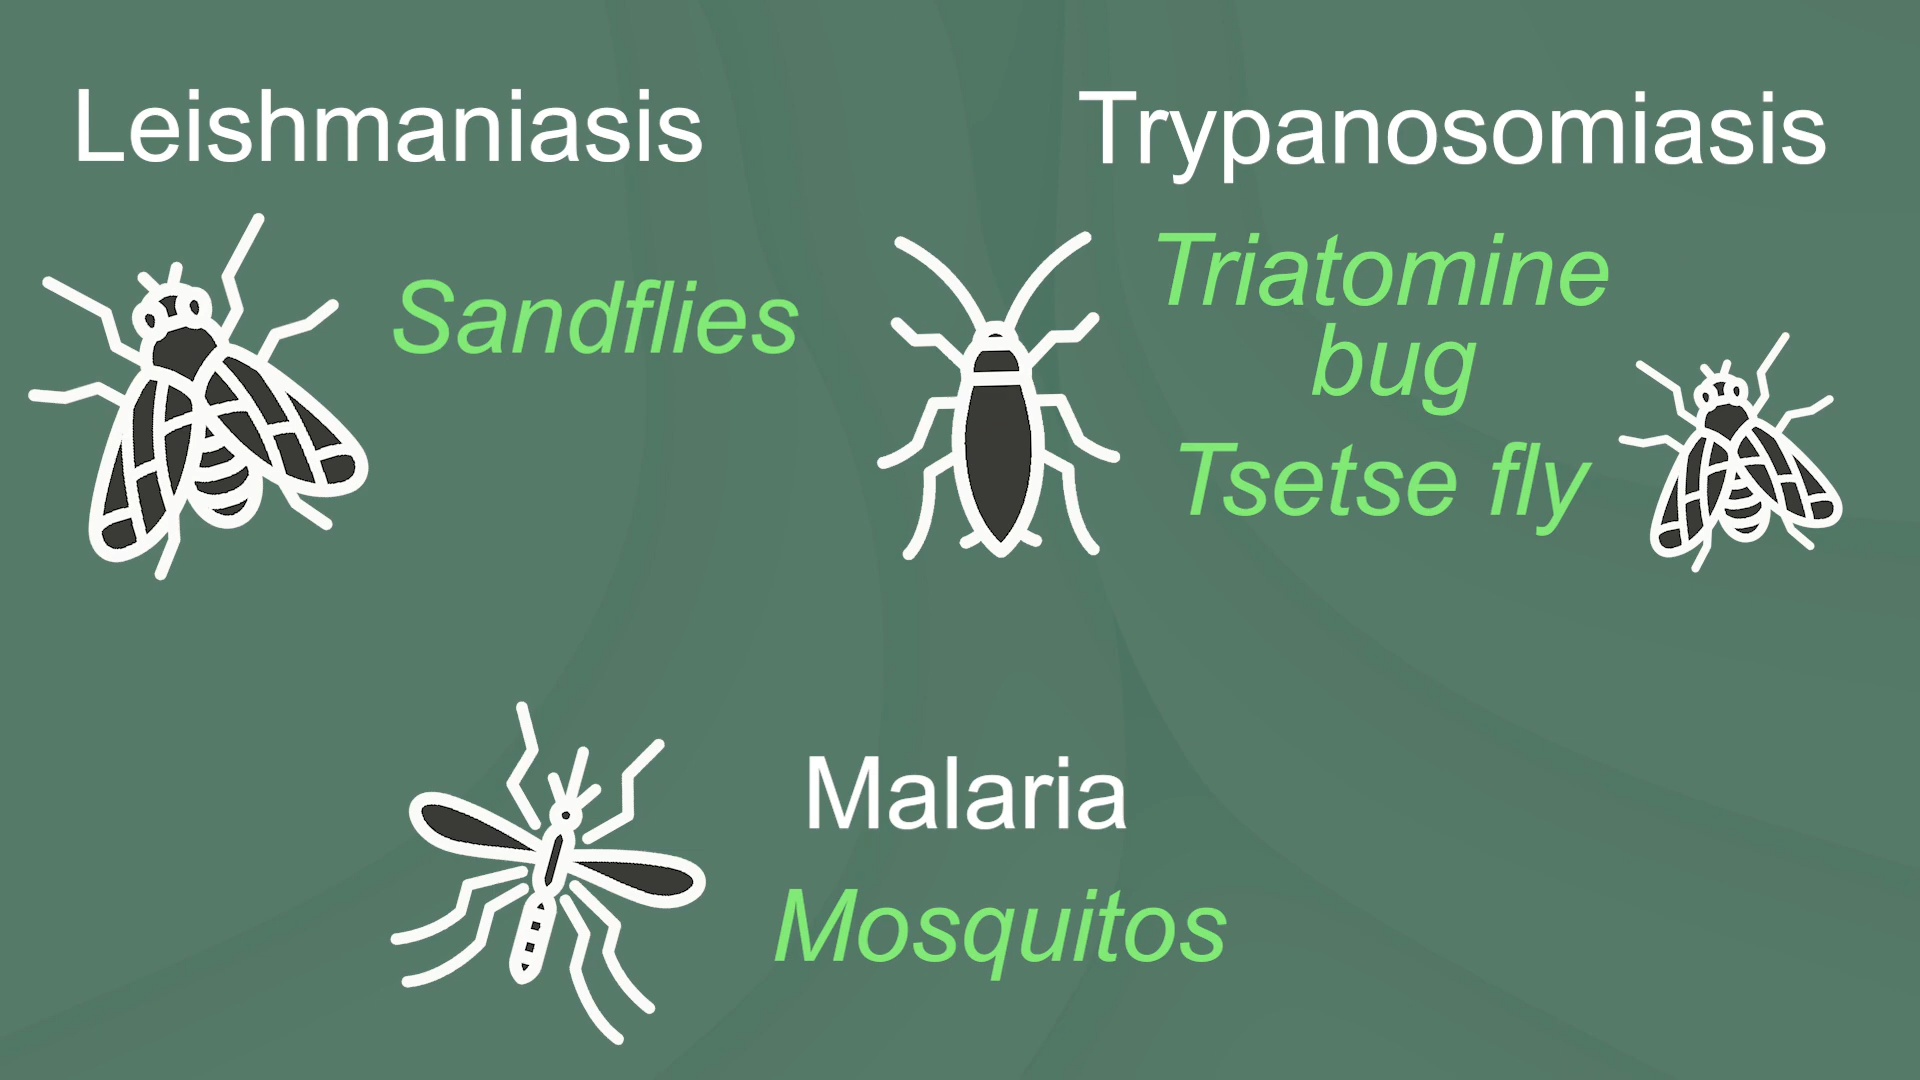 Leishmaniasis
Sandflies
Trypanosomiasis
Triatomine
bug
Tsetse fly
Malaria
Mosquitos